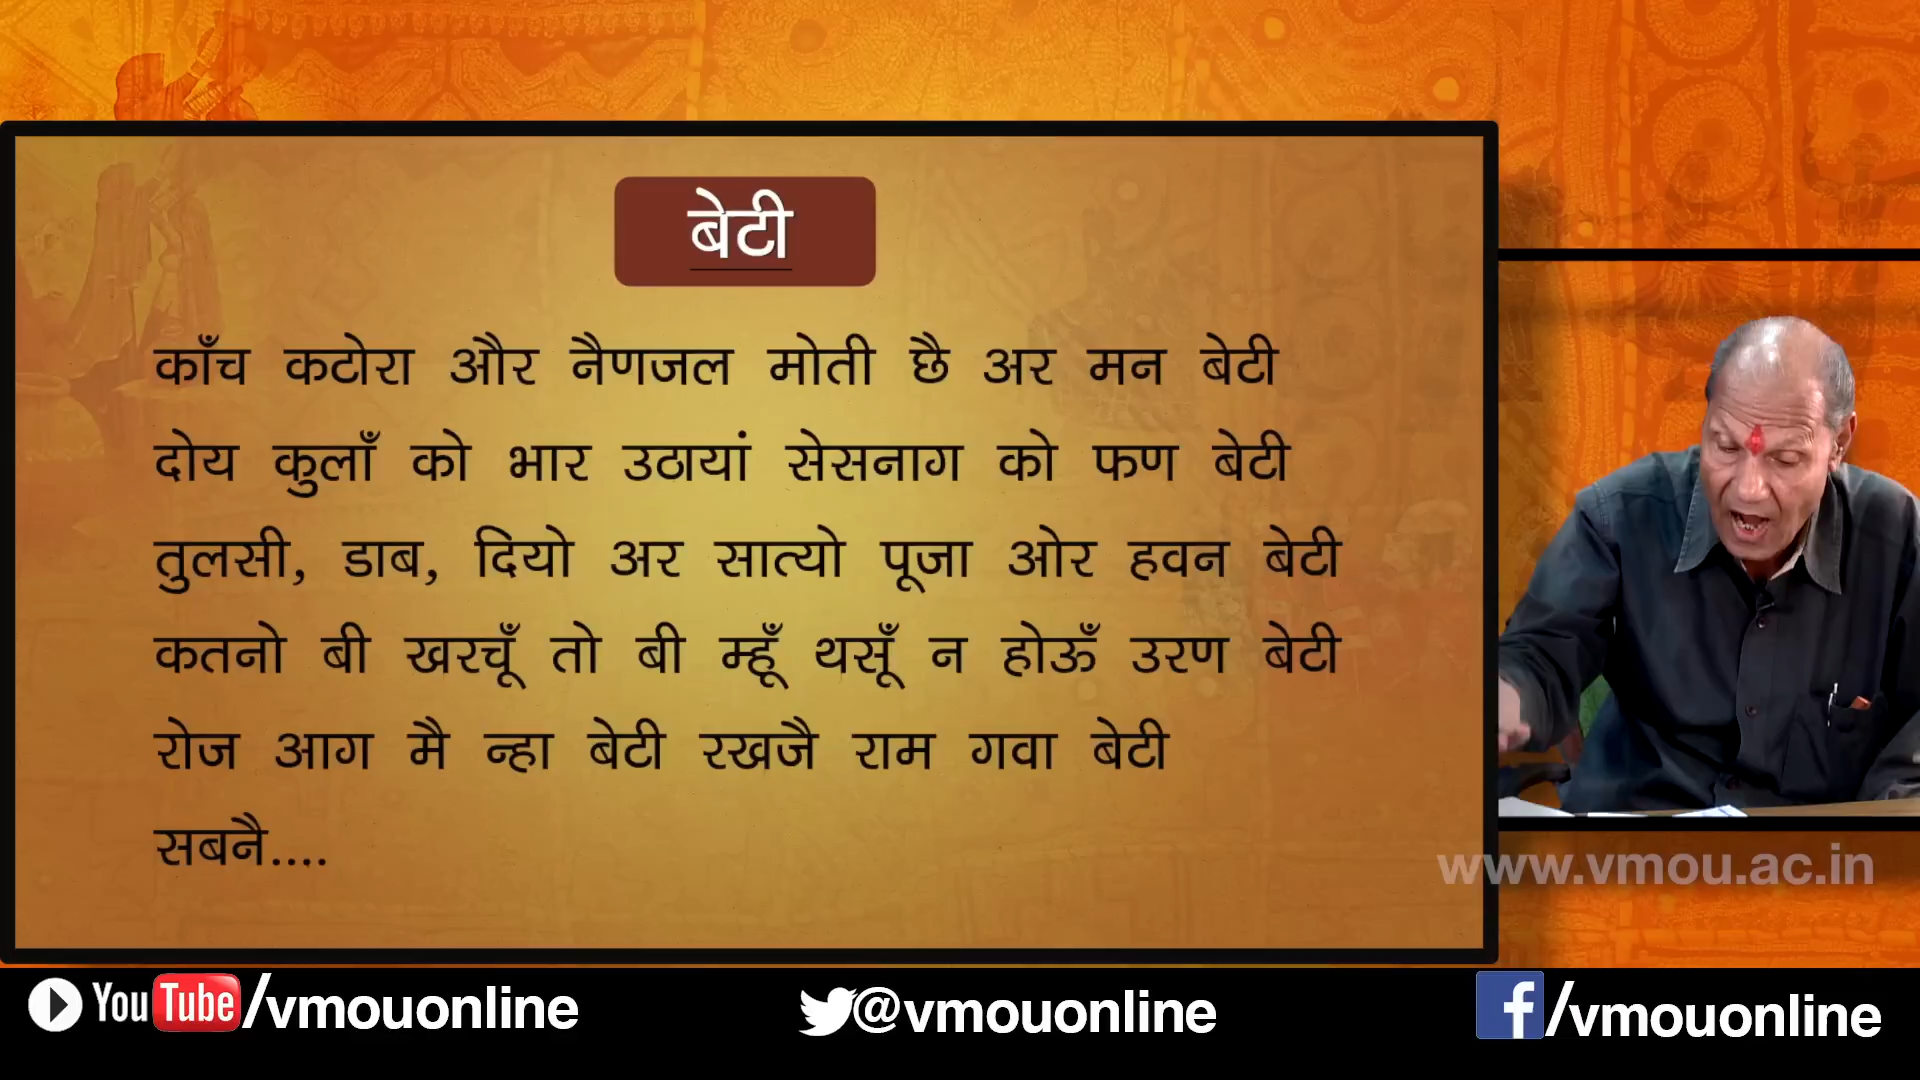 बेटी
काँच कटोरा और नैणजल मोती छै अर मन बेटी
दोय कुलाँ को भार उठायां सेसनाग को फण बेटी
तुलसी, डाब, दियो अर सात्यो पूजा ओर हवन बेटी
कतनो बी खरचूँ तो बी म्हूँ थसूँ न होऊँ उरण बेटी
रोज आग मै न्हा बेटी रखजै राम गवा बेटी
सबनै....
www.vmou.ac.in
YouTube/vmouonline
@vmouonline
f/vmouonline